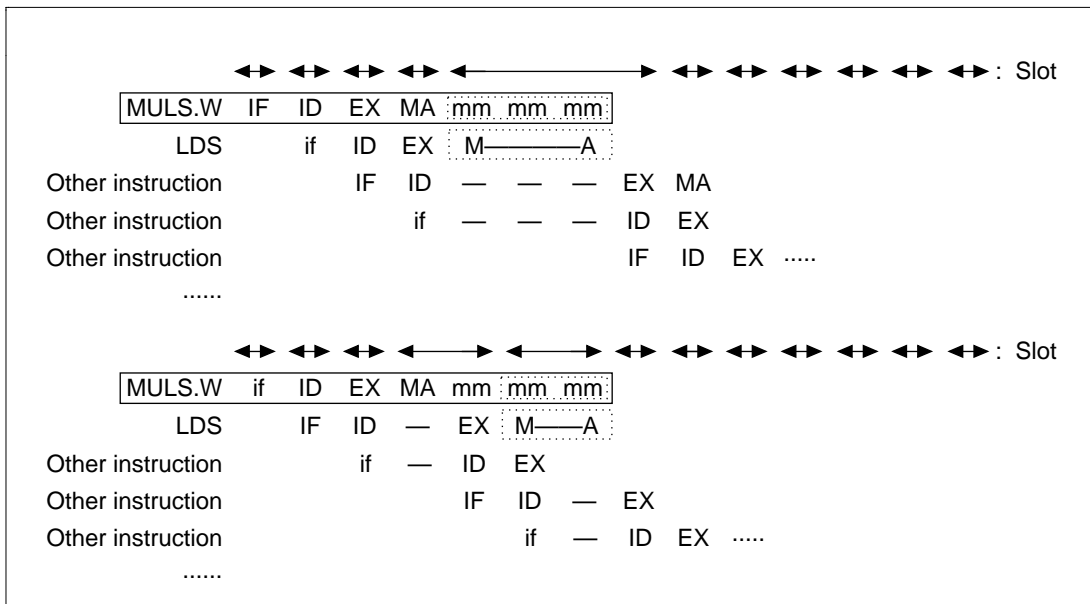 : Slot
MULS.W IF ID EX MA mm mm mm
LDS if ID EX M————A
Other instruction IF ID — — — EX MA
Other instruction if — — — ID EX
Other instruction IF ID EX .....
......
: Slot
MULS.W if ID EX MA mm mm mm
LDS IF ID — EX M——A
Other instruction if — ID EX
Other instruction IF ID — EX
Other instruction if — ID EX .....
......